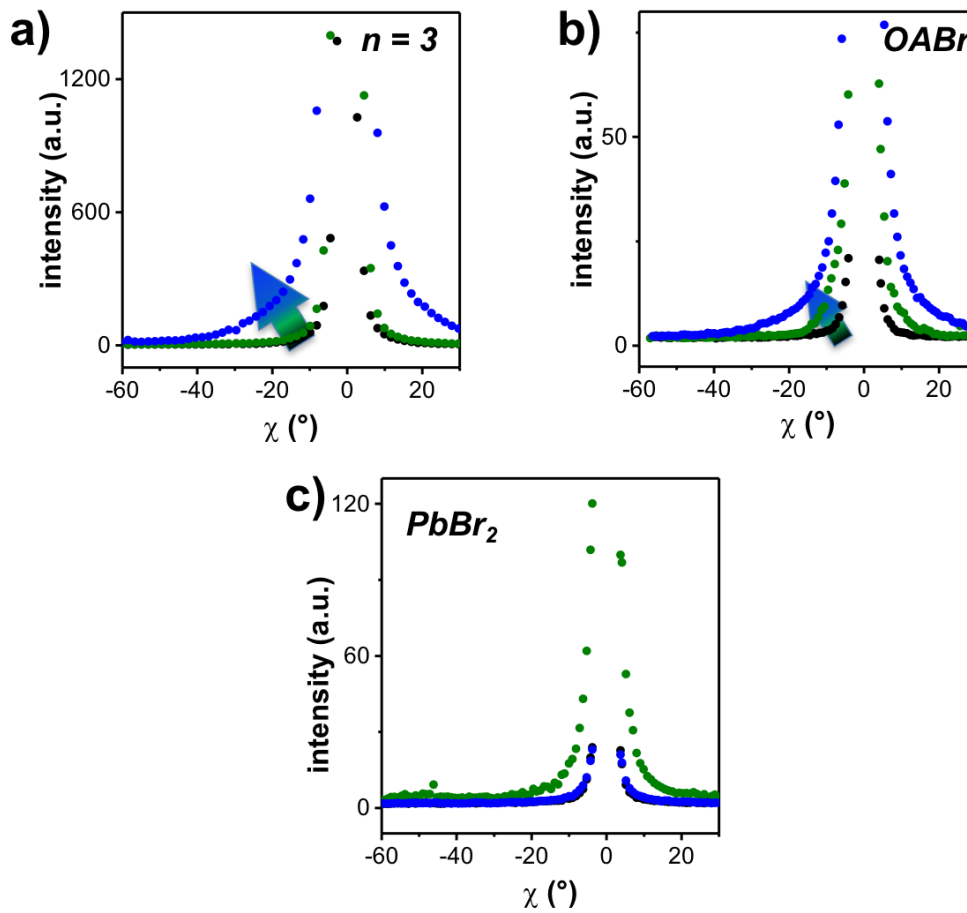 a)
n = 3
1200
600
0
intensity (a.u.)
-60 -40 -20 0 20
χ (°)
b)
OABr
50
0
intensity (a.u.)
-60 -40 -20 0 20
χ (°)
c)
PbBr2
120
60
0
intensity (a.u.)
-60 -40 -20 0 20
χ (°)